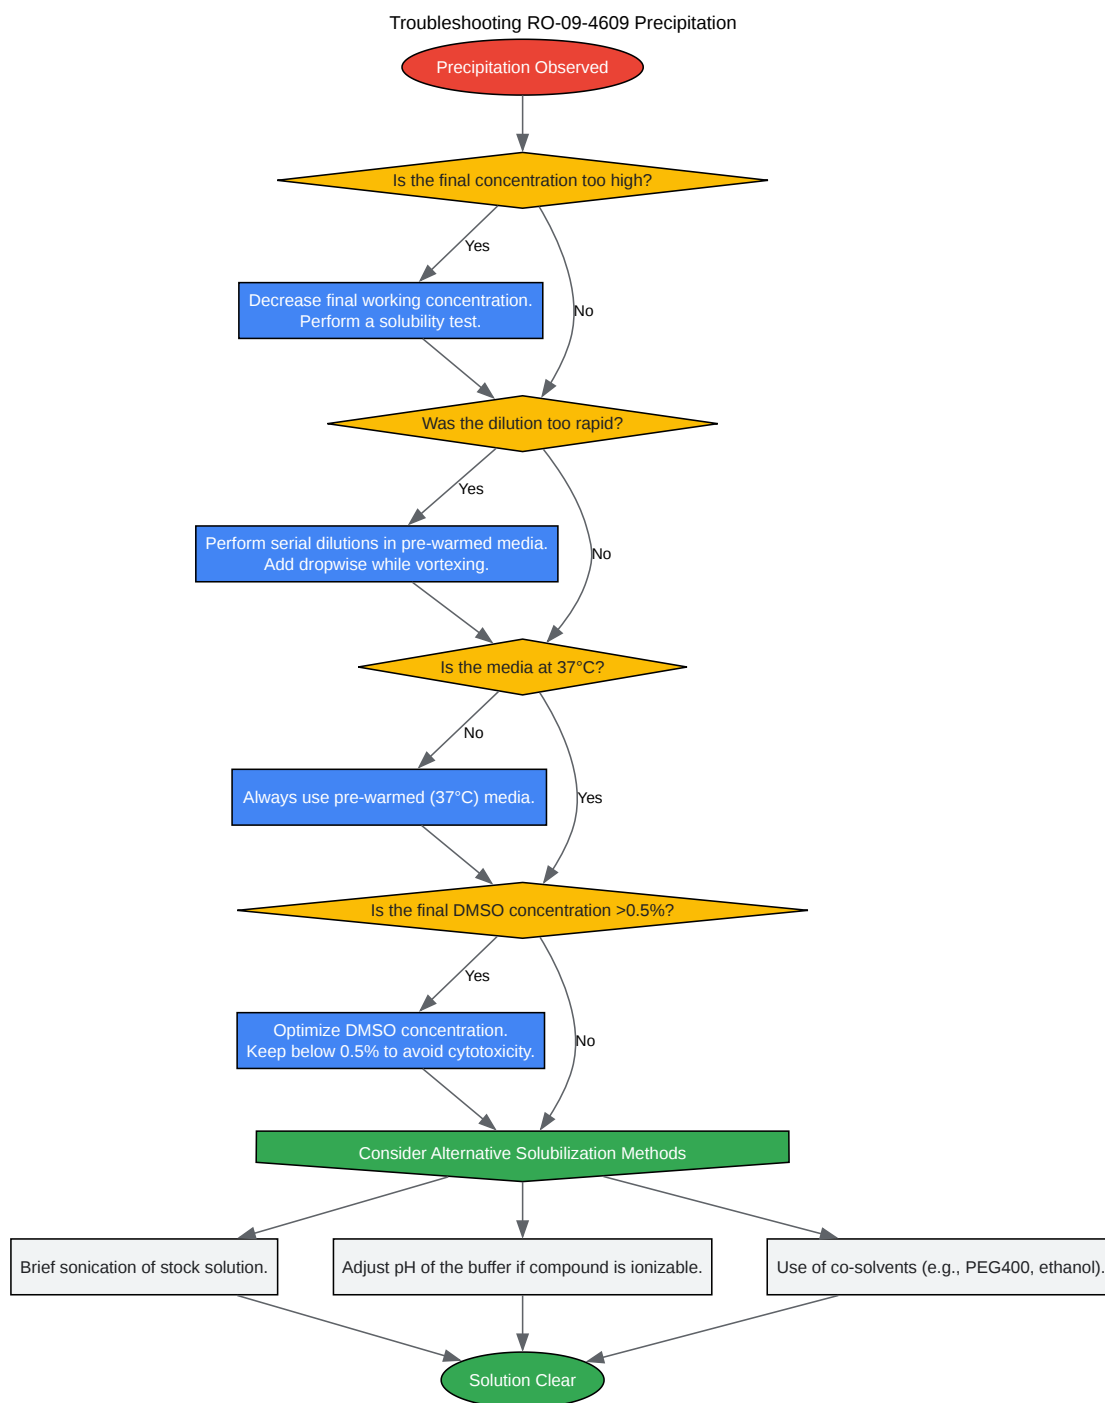 Troubleshooting RO-09-4609 Precipitation
Precipitation Observed
Is the final concentration too high?
Yes
No
Decrease final working concentration.
Perform a solubility test.
Was the dilution too rapid?
Yes
No
Perform serial dilutions in pre-warmed media.
Add dropwise while vortexing.
Is the media at 37°C?
No
Yes
Always use pre-warmed (37°C) media.
Is the final DMSO concentration >0.5%?
Yes
No
Optimize DMSO concentration.
Keep below 0.5% to avoid cytotoxicity.
Consider Alternative Solubilization Methods
Brief sonication of stock solution.
Adjust pH of the buffer if compound is ionizable.
Use of co-solvents (e.g., PEG400, ethanol).
Solution Clear